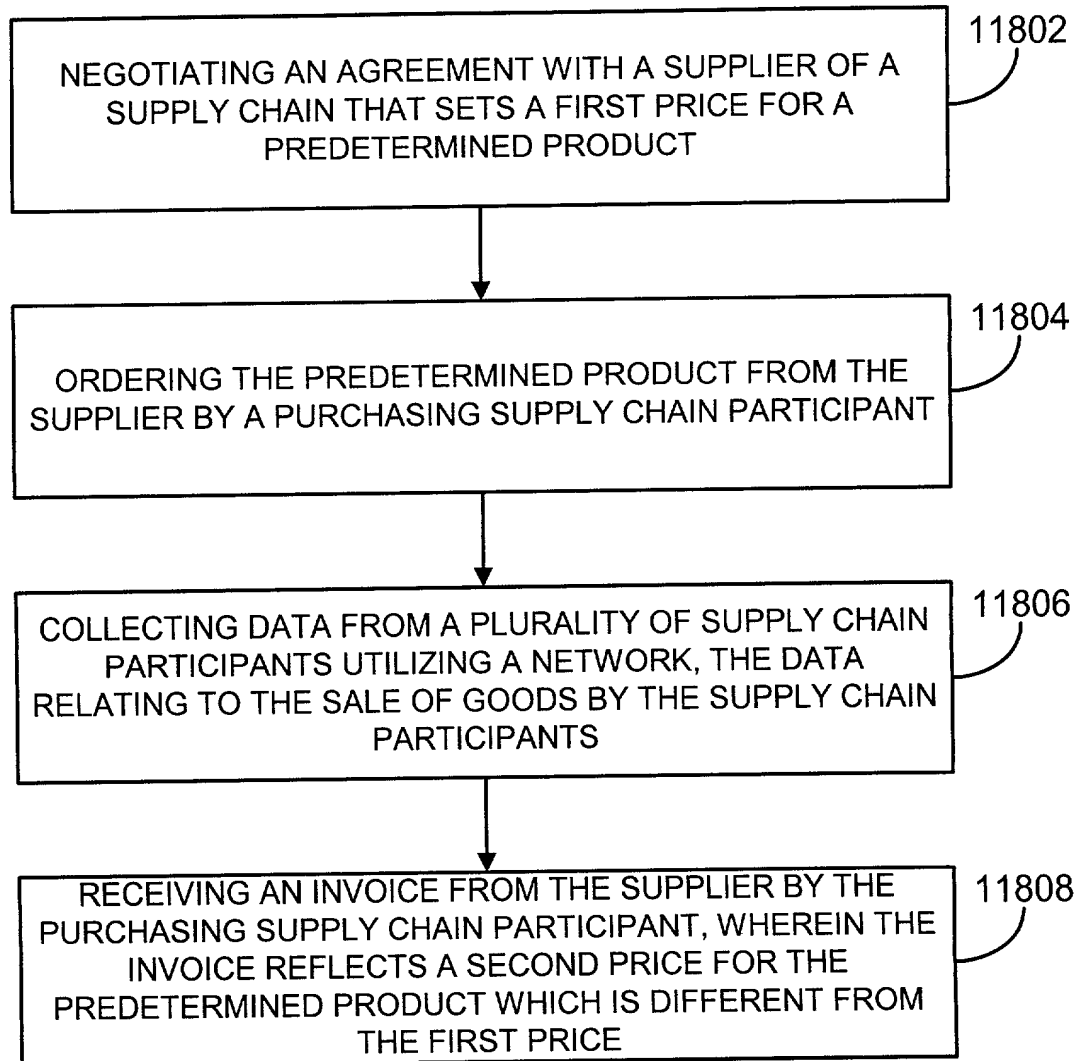 11802
NEGOTIATING AN AGREEMENT WITH A SUPPLIER OF A
SUPPLY CHAIN THAT SETS A FIRST PRICE FOR A
PREDETERMINED PRODUCT
11804
ORDERING THE PREDETERMINED PRODUCT FROM THE
SUPPLIER BY A PURCHASING SUPPLY CHAIN PARTICIPANT
11806
COLLECTING DATA FROM A PLURALITY OF SUPPLY CHAIN
PARTICIPANTS UTILIZING A NETWORK, THE DATA
RELATING TO THE SALE OF GOODS BY THE SUPPLY CHAIN
PARTICIPANTS
11808
RECEIVING AN INVOICE FROM THE SUPPLIER BY THE
PURCHASING SUPPLY CHAIN PARTICIPANT, WHEREIN THE
INVOICE REFLECTS A SECOND PRICE FOR THE
PREDETERMINED PRODUCT WHICH IS DIFFERENT FROM
THE FIRST PRICE